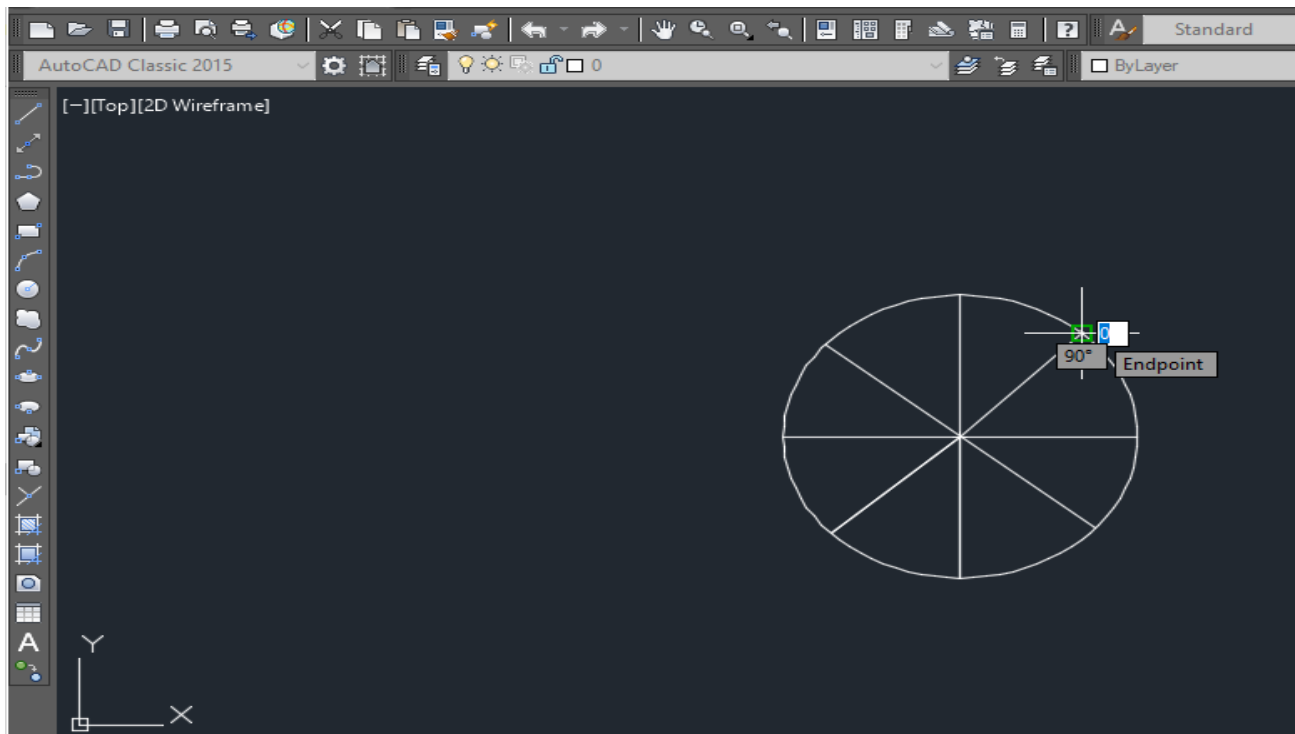 Standard
AutoCAD Classic 2015
0
ByLayer
[−][Top][2D Wireframe]
0
90°
Endpoint
A
Y
X